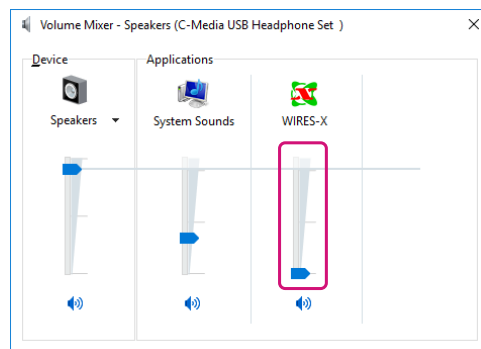 Volume Mixer - Speakers (C-Media USB Headphone Set  )
Device
Applications
Speakers
System Sounds
WIRES-X